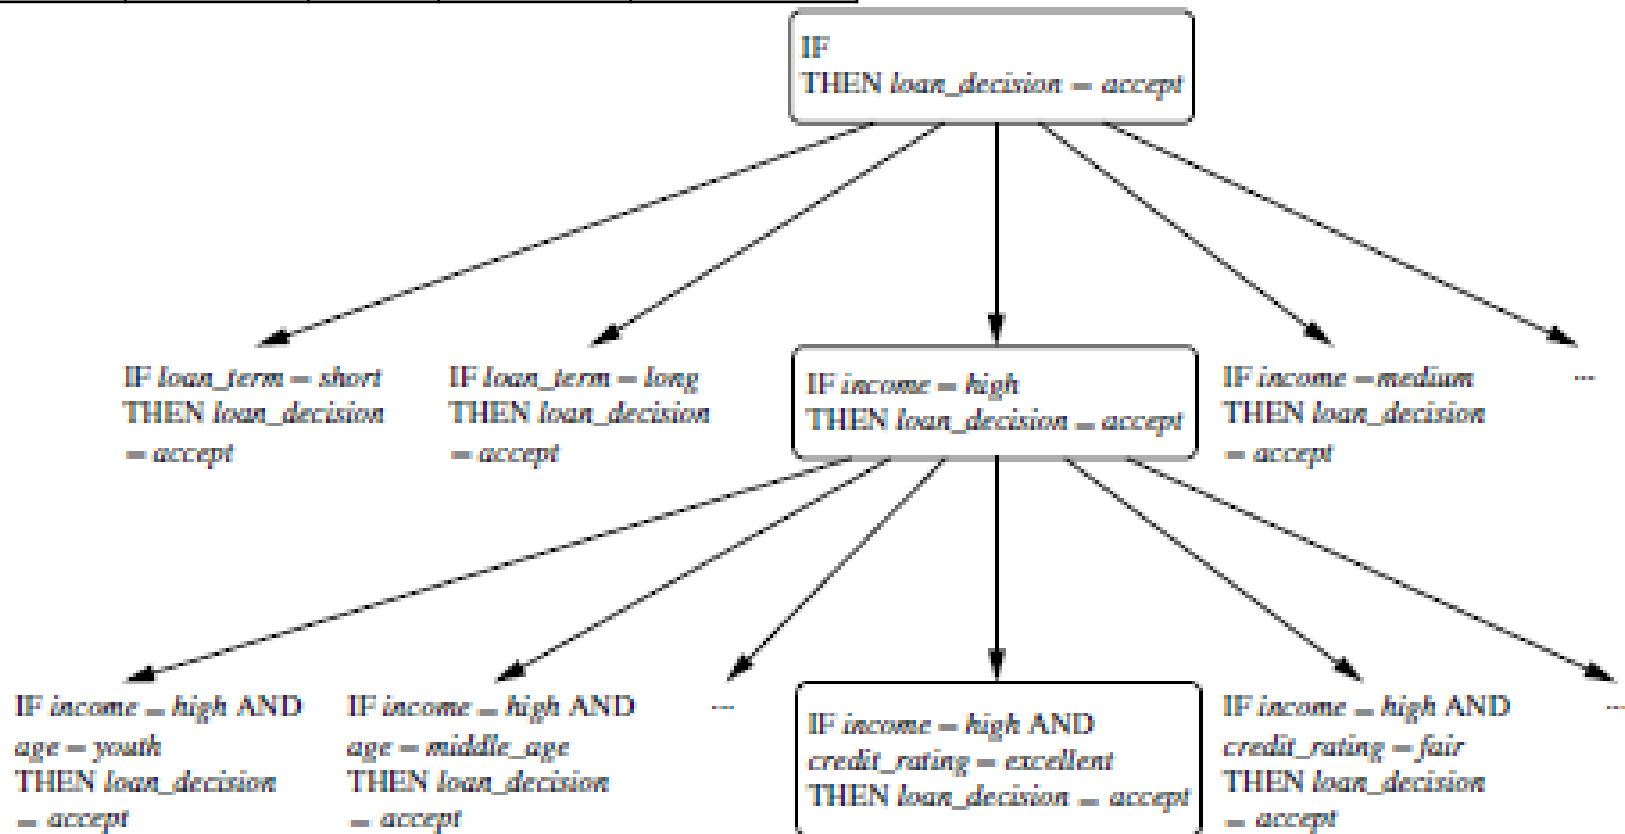 IF
THEN loan_decision = accept
IF loan_term = short
THEN loan_decision
= accept
IF loan_term = long
THEN loan_decision
= accept
IF income = high
THEN loan_decision = accept
IF income =medium
THEN loan_decision
= accept
...
IF income = high AND
age = youth
THEN loan_decision
= accept
IF income = high AND
age = middle_age
THEN loan_decision
= accept
...
IF income = high AND
credit_rating = excellent
THEN loan_decision = accept
IF income = high AND
credit_rating = fair
THEN loan_decision
= accept
...